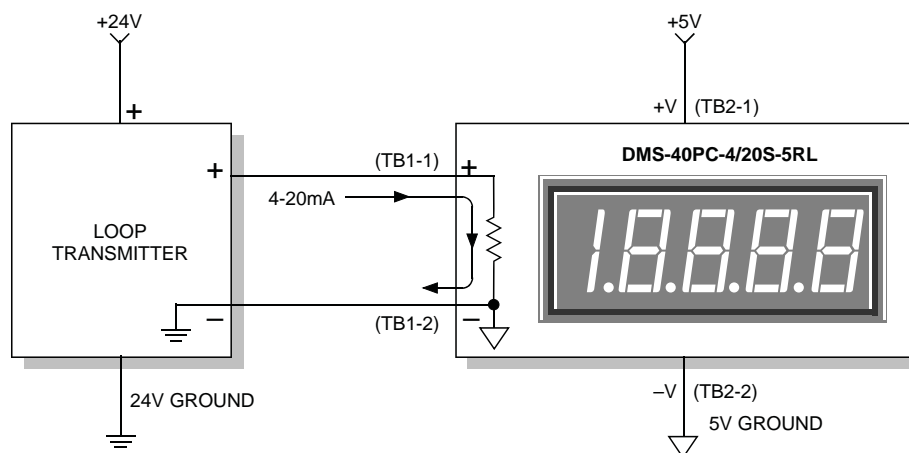 +24V
+5V
+
+V (TB2-1)
DMS-40PC-4/20S-5RL
+
(TB1-1)
+
4-20mA
1.8.8.8.8
LOOP
TRANSMITTER
–
(TB1-2)
–
24V GROUND
–V (TB2-2)
5V GROUND